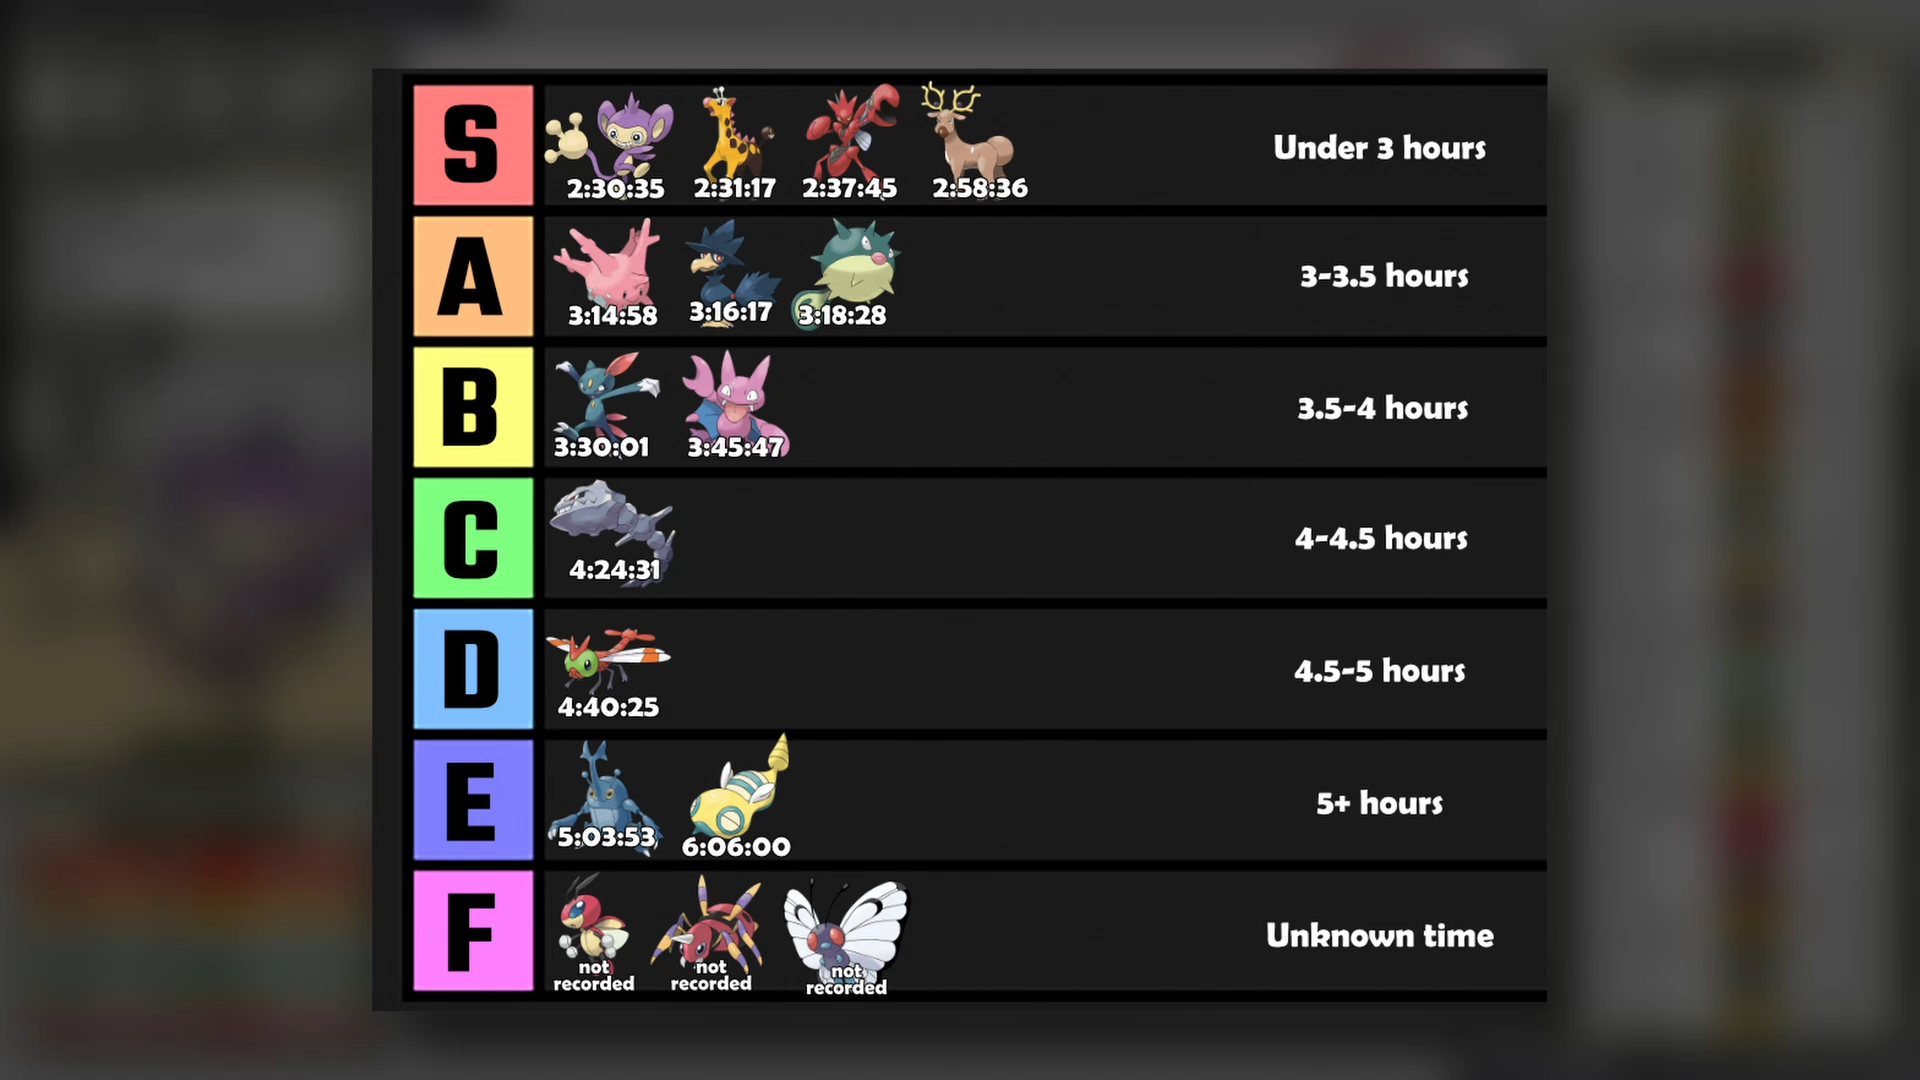 S
2:30:35 2:31:17 2:37:45 2:58:36
Under 3 hours
A
3:14:58 3:16:17 3:18:28
3-3.5 hours
B
3:30:01 3:45:47
3.5-4 hours
C
4:24:31
4-4.5 hours
D
4:40:25
4.5-5 hours
E
5:03:53 6:06:00
5+ hours
F
not recorded
not recorded
not recorded
Unknown time